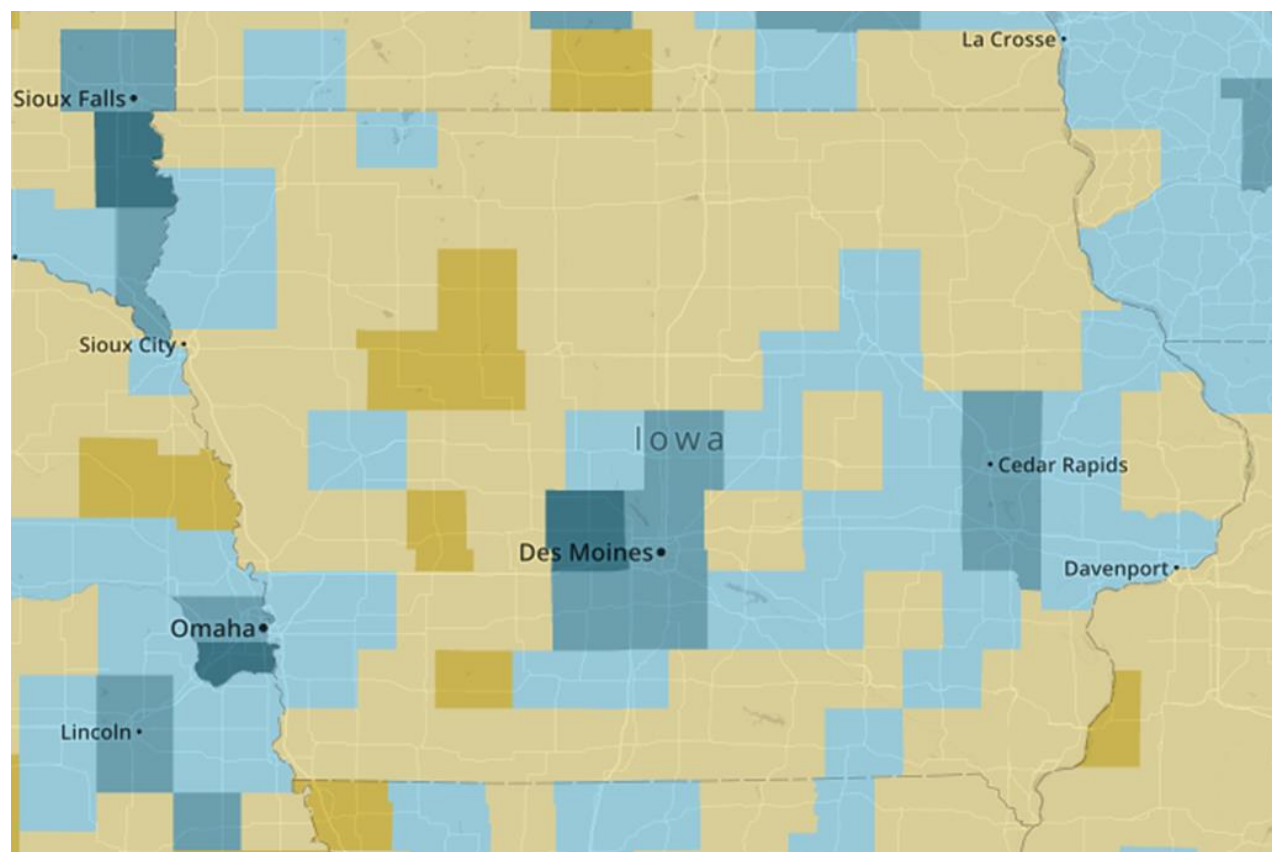 La Crosse
Sioux Falls
Sioux City
Iowa
Cedar Rapids
Des Moines
Davenport
Omaha
Lincoln